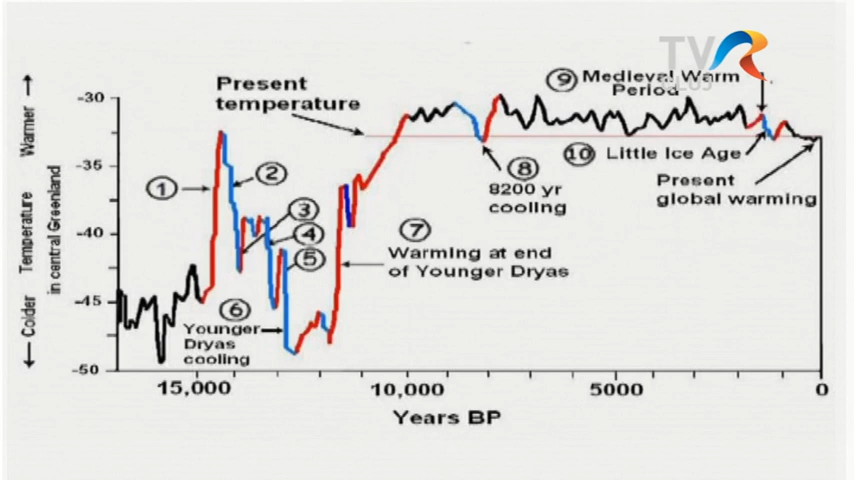 TVR
CLUJ
Present
temperature
⑨ Medieval Warm
Period
Warmer →
Temperature
in central Greenland
← Colder
-30
-35
-40
-45
-50
①
②
③
④
⑤
⑥
Younger
Dryas
cooling
⑦
Warming at end
of Younger Dryas
⑧
8200 yr
cooling
⑩ Little Ice Age
Present
global warming
15,000
10,000
5000
0
Years BP